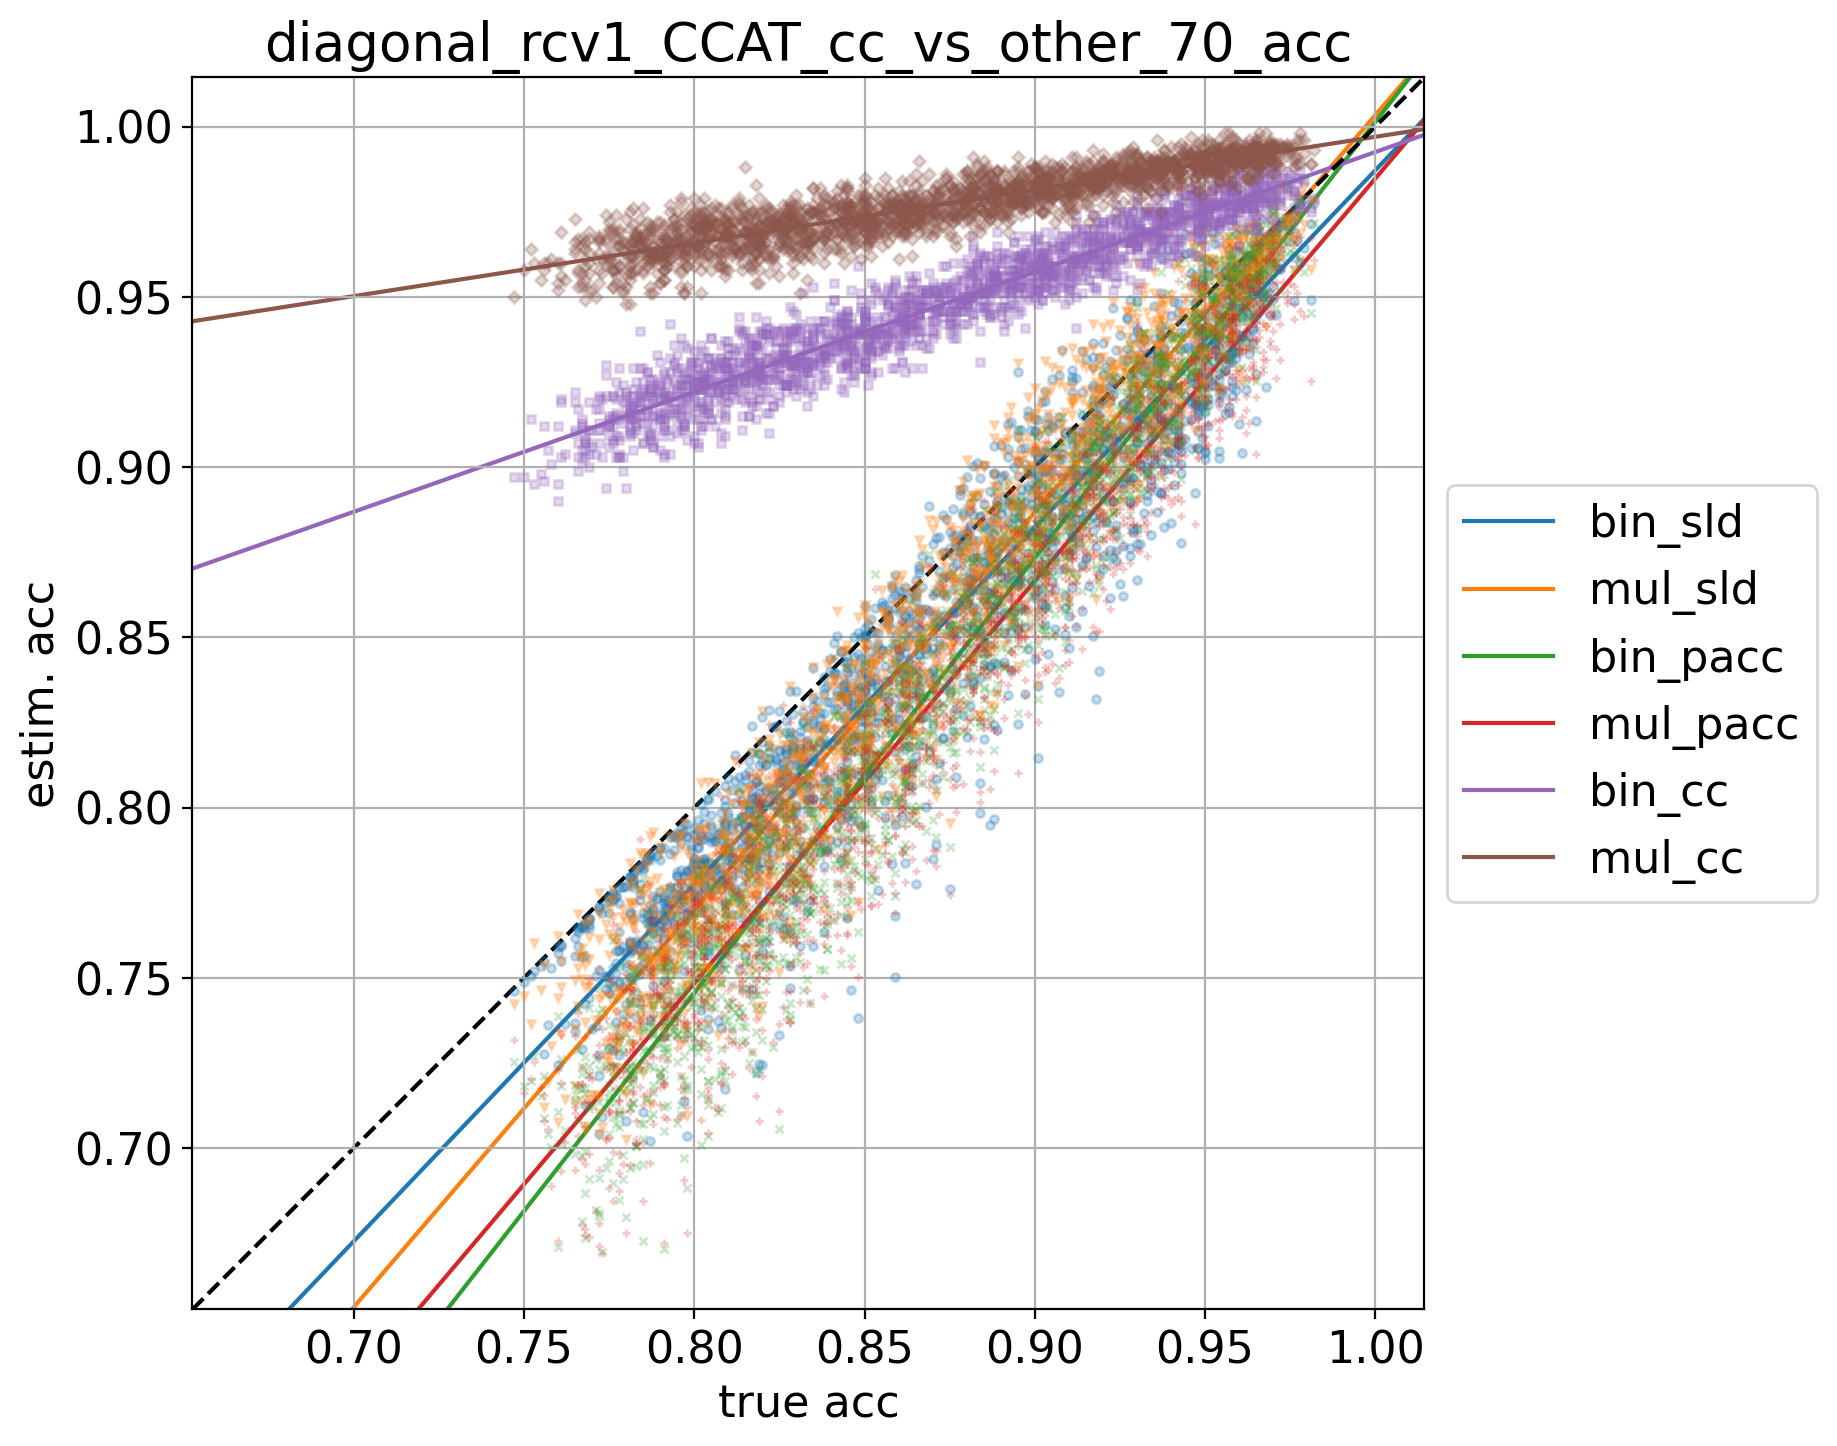 diagonal_rcv1_CCAT_cc_vs_other_70_acc
estim. acc
1.00
0.95
0.90
0.85
0.80
0.75
0.70
0.70 0.75 0.80 0.85 0.90 0.95 1.00
true acc
bin_sld
mul_sld
bin_pacc
mul_pacc
bin_cc
mul_cc